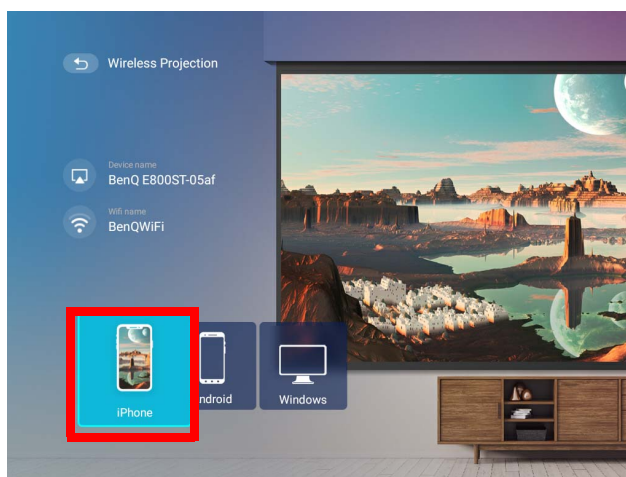 Wireless Projection
Device name
BenQ E800ST-05af
Wifi name
BenQWiFi
iPhone
ndroid
Windows